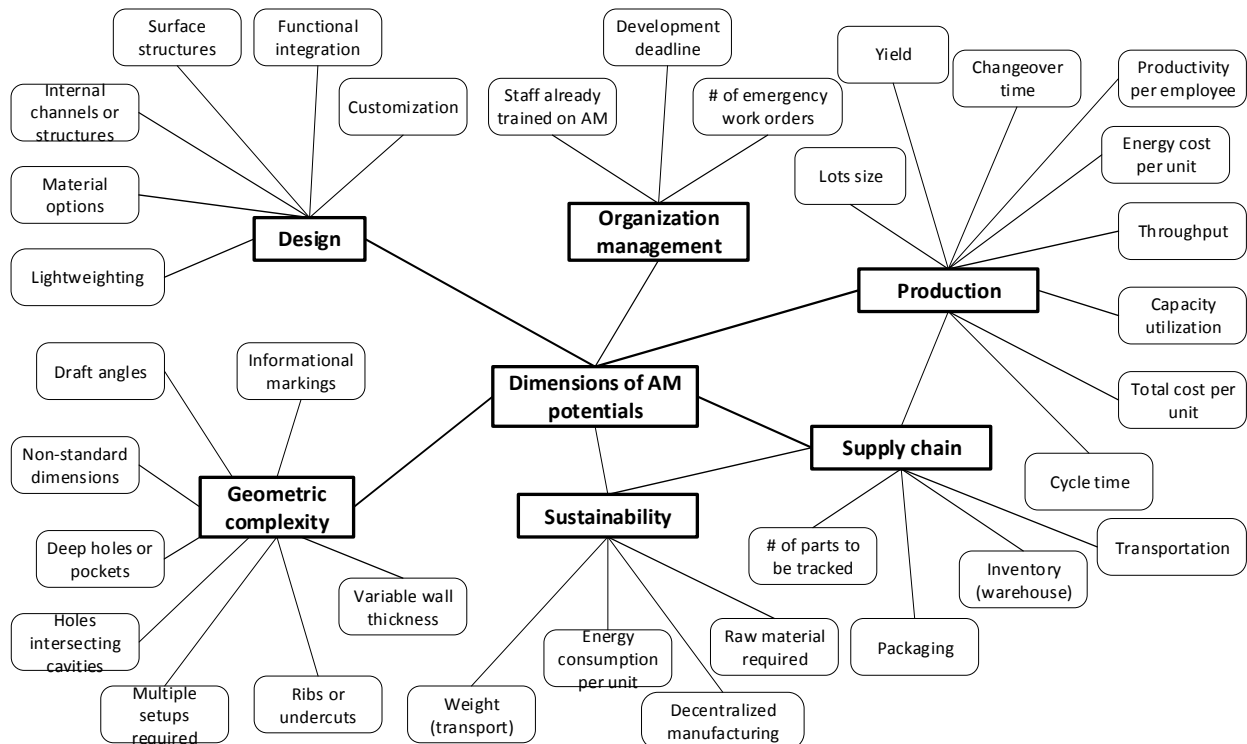 Surface
structures
Functional
integration
Internal
channels or
structures
Customization
Material
options
Design
Lightweighting
Development
deadline
Staff already
trained on AM
# of emergency
work orders
Organization
management
Yield
Changeover
time
Productivity
per employee
Energy cost
per unit
Lots size
Throughput
Production
Capacity
utilization
Total cost per
unit
Cycle time
Dimensions of AM
potentials
Draft angles
Informational
markings
Non-standard
dimensions
Geometric
complexity
Deep holes or
pockets
Holes
intersecting
cavities
Multiple
setups
required
Ribs or
undercuts
Variable wall
thickness
Sustainability
Weight
(transport)
Energy
consumption
per unit
Raw material
required
Decentralized
manufacturing
Supply chain
# of parts to
be tracked
Packaging
Inventory
(warehouse)
Transportation